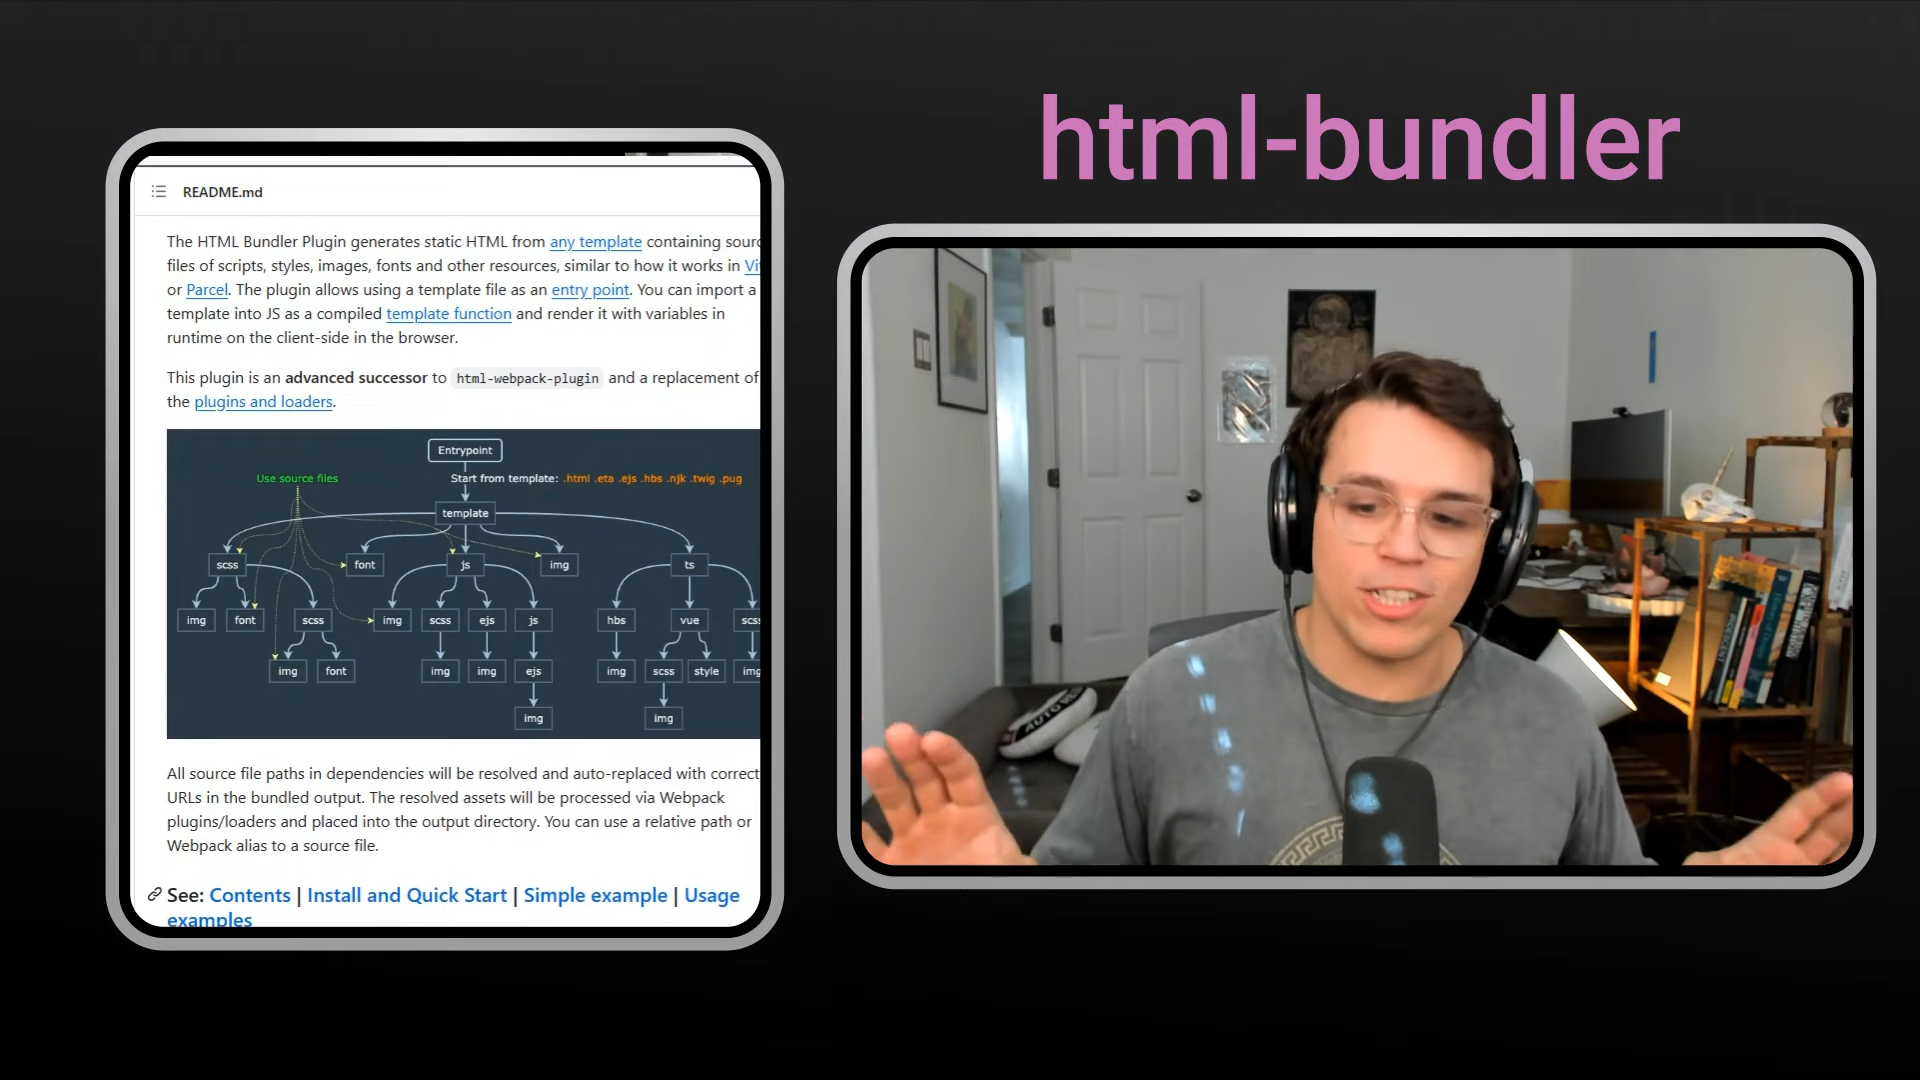 html-bundler
README.md
The HTML Bundler Plugin generates static HTML from any template containing
files of scripts, styles, images, fonts and other resources, similar to how it works in
or Parcel. The plugin allows using a template file as an entry point. You can import a
template into JS as a compiled template function and render it with variables in
runtime on the client-side in the browser.
This plugin is an advanced successor to html-webpack-plugin and a replacement of
the plugins and loaders.
Entrypoint
Use source files
Start from template: .html .eta .ejs .hbs .njk .twig .pug
template
scss font js img ts
img font scss img scss ejs js hbs vue
img font img img ejs img scss style img
img img
All source file paths in dependencies will be resolved and auto-replaced with correct
URLs in the bundled output. The resolved assets will be processed via Webpack
plugins/loaders and placed into the output directory. You can use a relative path or
Webpack alias to a source file.
See: Contents | Install and Quick Start | Simple example | Usage
examples
AUTO